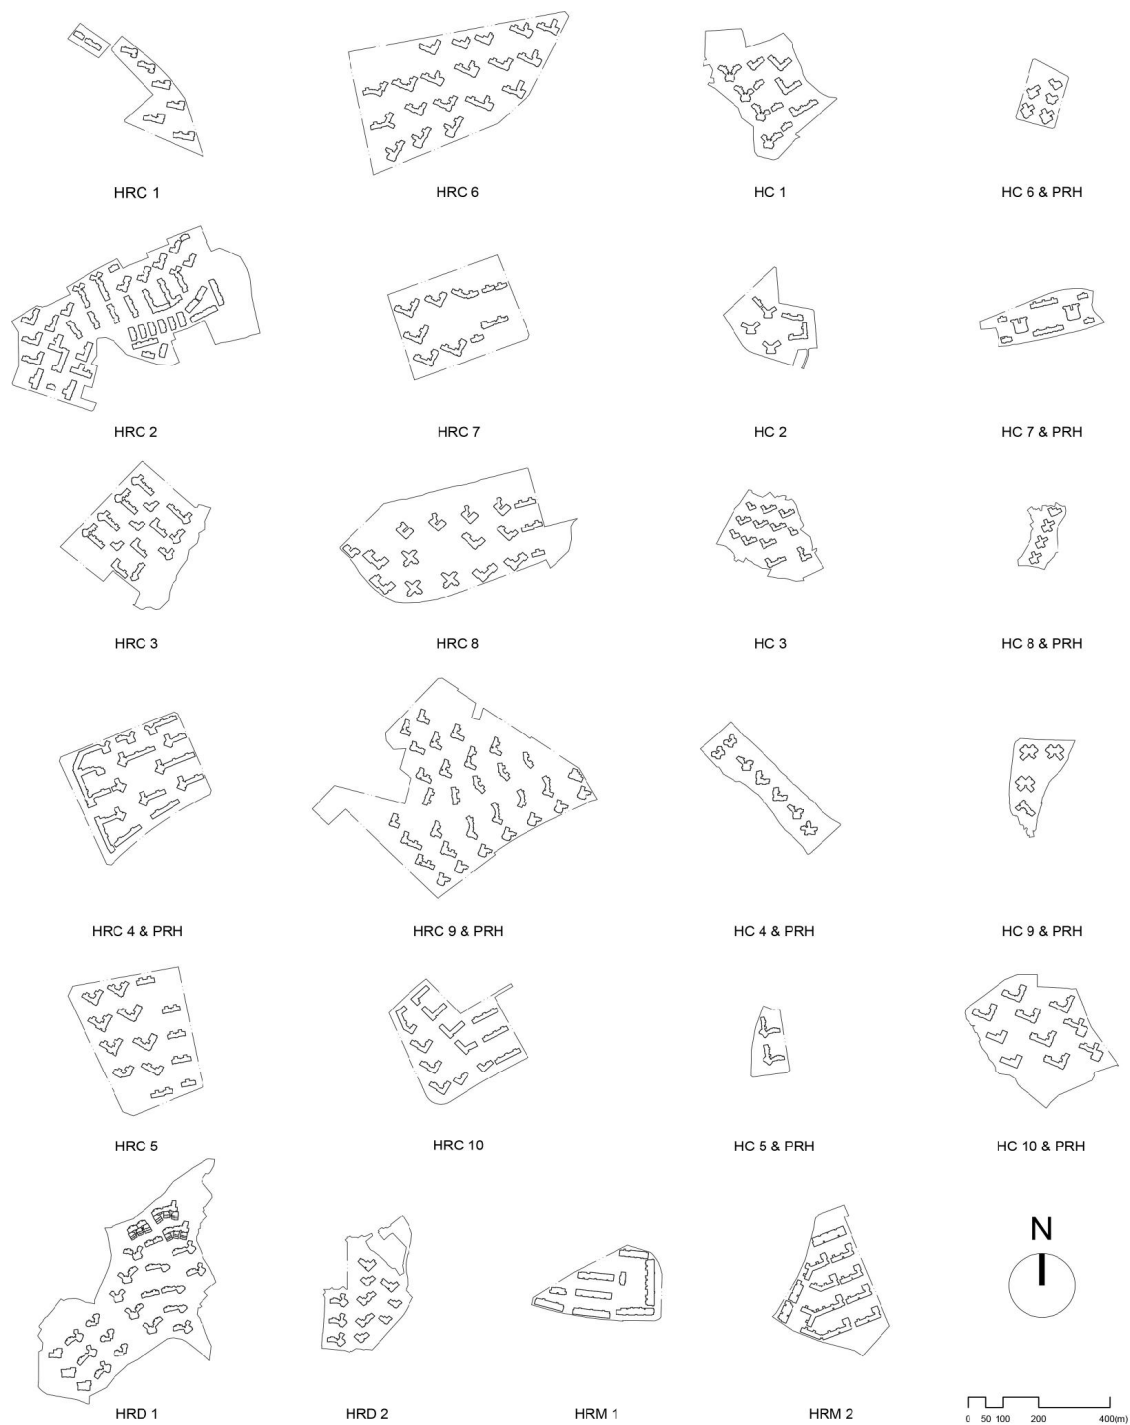 HRC 1
HRC 6
HC 1
HC 6 & PRH
HRC 2
HRC 7
HC 2
HC 7 & PRH
HRC 3
HRC 8
HC 3
HC 8 & PRH
HRC 4 & PRH
HRC 9 & PRH
HC 4 & PRH
HC 9 & PRH
HRC 5
HRC 10
HC 5 & PRH
HC 10 & PRH
N
HRD 1
HRD 2
HRM 1
HRM 2
0 50 100 200 400(m)